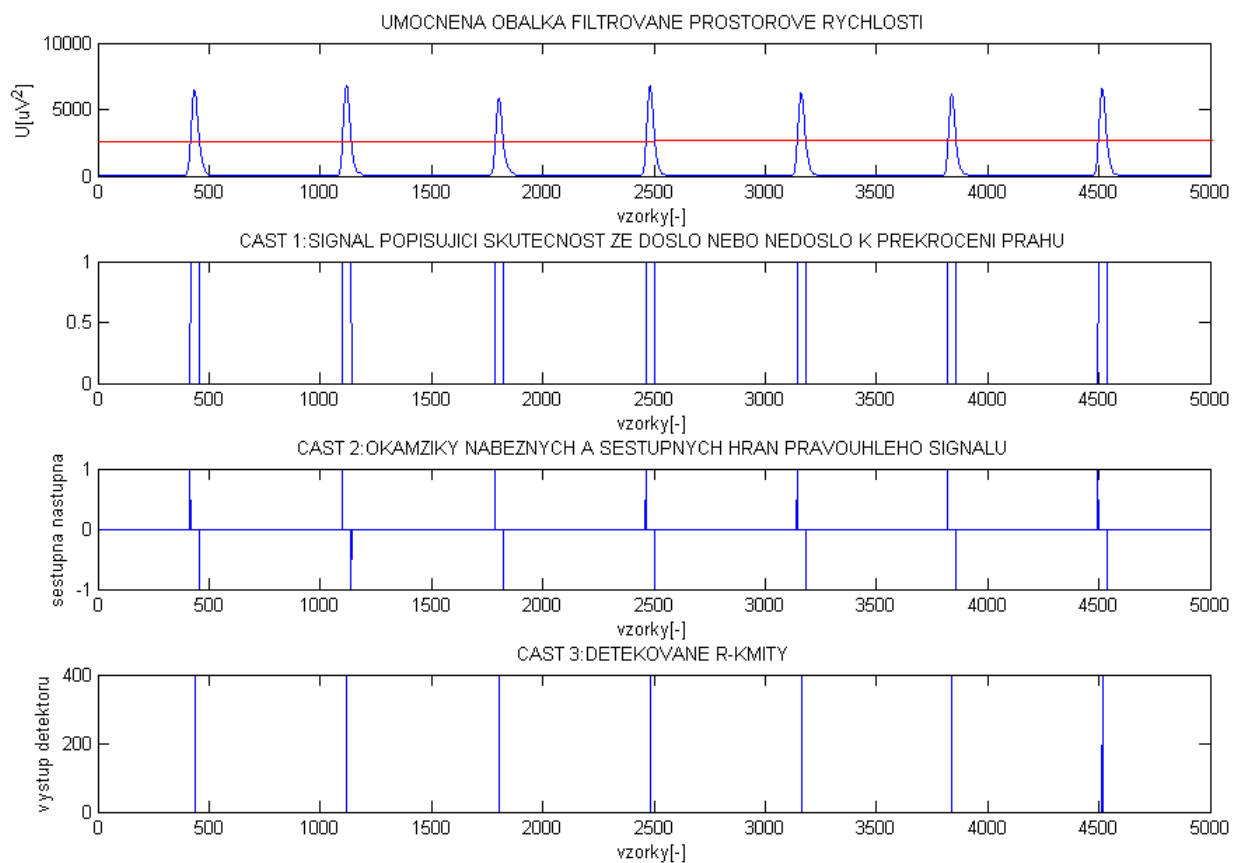 UMOCNENA OBALKA FILTROVANE PROSTOROVE RYCHLOSTI
10000
5000
0
U[uV²]
0 500 1000 1500 2000 2500 3000 3500 4000 4500 5000
vzorky[-]
CAST 1:SIGNAL POPISUJICI SKUTECNOST ZE DOSLO NEBO NEDOSLO K PREKROCENI PRAHU
1
0.5
0
0 500 1000 1500 2000 2500 3000 3500 4000 4500 5000
vzorky[-]
CAST 2:OKAMZIKY NABEZNYCH A SESTUPNYCH HRAN PRAVOUHLEHO SIGNALU
1
0
-1
sestupna nastupna
0 500 1000 1500 2000 2500 3000 3500 4000 4500 5000
vzorky[-]
CAST 3:DETEKOVANE R-KMITY
400
200
0
vystup detektoru
0 500 1000 1500 2000 2500 3000 3500 4000 4500 5000
vzorky[-]